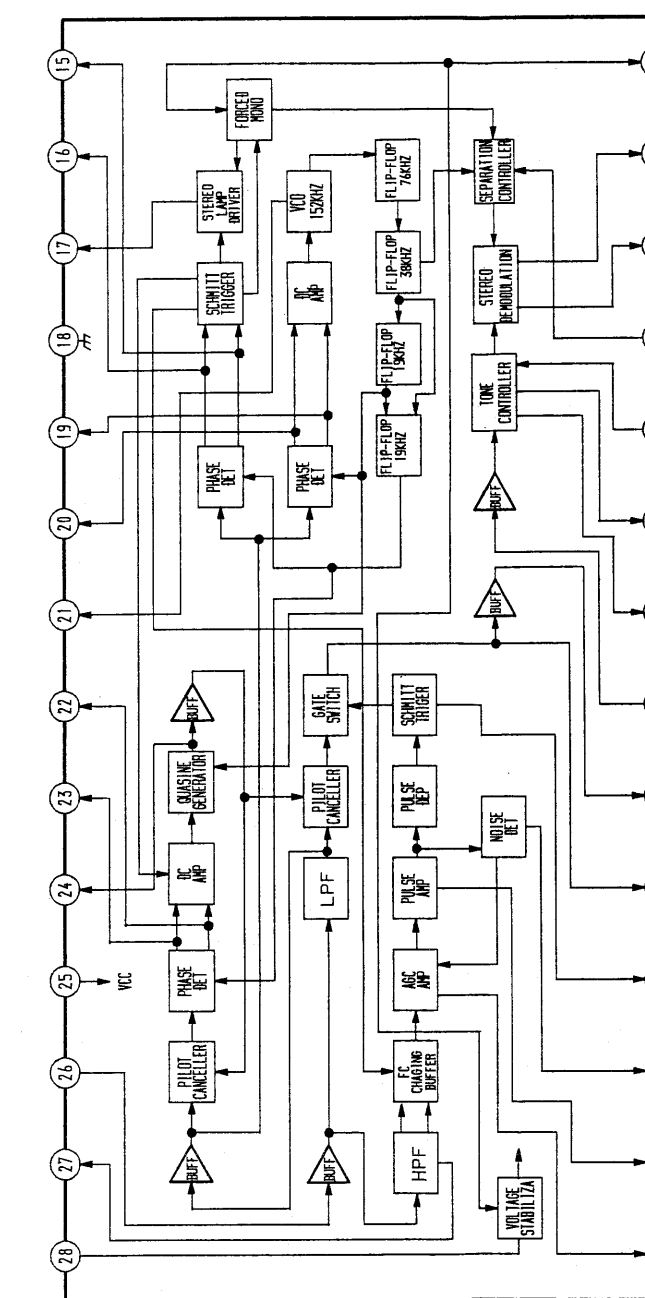 15
16
17
18
19
20
21
22
23
24
25
26
27
28
VCC
FORCED
MONO
STEREO
LAMP
DRIVER
SCHMITT
TRIGGER
PHASE
DET
VCO
152KHZ
DC
AMP
PHASE
DET
FLIP-FLOP
76KHZ
FLIP-FLOP
38KHZ
FLIP-FLOP
19KHZ
FLIP-FLOP
19KHZ
SEPARATION
CONTROLLER
STEREO
DEMODULATION
TONE
CONTROLLER
BUFF
BUFF
BUFF
QUASINE
GENERATOR
DC
AMP
PHASE
DET
PILOT
CANCELLER
BUFF
GATE
SWITCH
PILOT
CANCELLER
LPF
BUFF
SCHMITT
TRIGER
PULSE
DEP
PULSE
AMP
AGC
AMP
FC
CHAGING
BUFFER
HPF
NOISE
DET
VOLTAGE
STABILIZA